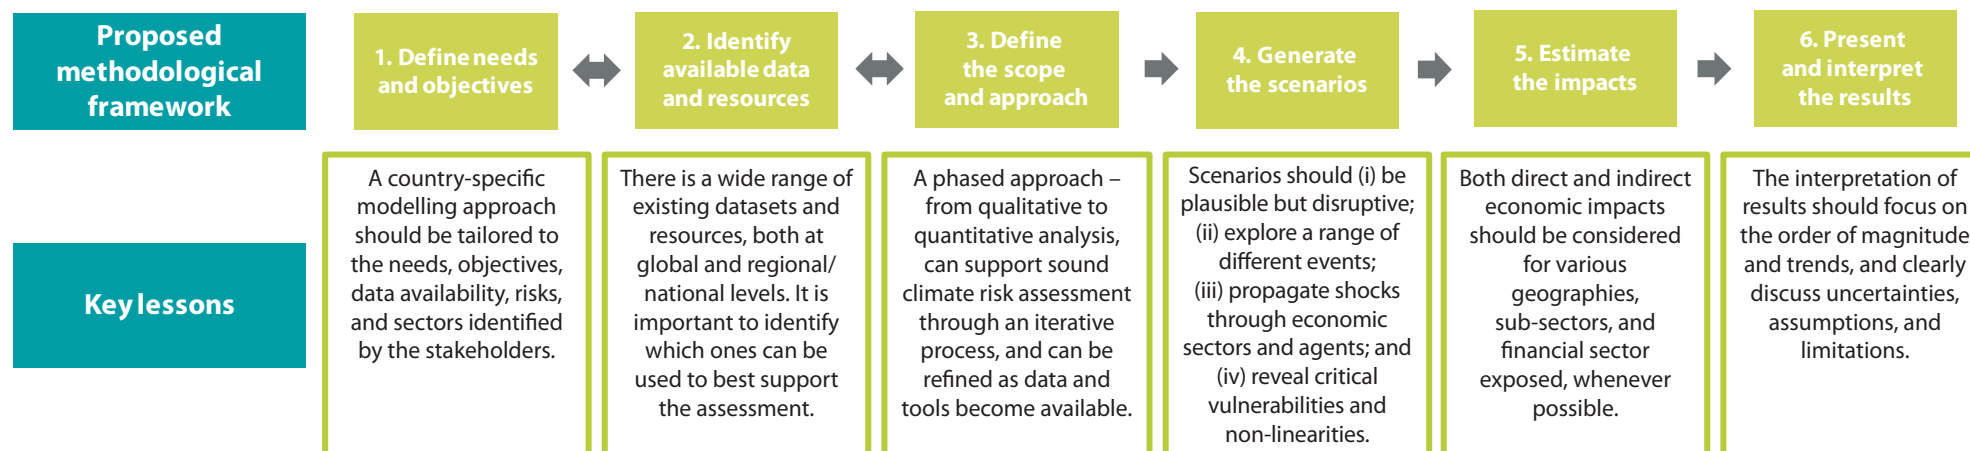 Proposed
methodological
framework
1. Define needs
and objectives
2. Identify
available data
and resources
3. Define
the scope
and approach
4. Generate
the scenarios
5. Estimate
the impacts
6. Present
and interpret
the results
Key lessons
A country-specific
modelling approach
should be tailored to
the needs, objectives,
data availability, risks,
and sectors identified
by the stakeholders.
There is a wide range of
existing datasets and
resources, both at
global and regional/
national levels. It is
important to identify
which ones can be
used to best support
the assessment.
A phased approach –
from qualitative to
quantitative analysis,
can support sound
climate risk assessment
through an iterative
process, and can be
refined as data and
tools become available.
Scenarios should (i) be
plausible but disruptive;
(ii) explore a range of
different events;
(iii) propagate shocks
through economic
sectors and agents; and
(iv) reveal critical
vulnerabilities and
non-linearities.
Both direct and indirect
economic impacts
should be considered
for various
geographies,
sub-sectors, and
financial sector
exposed, whenever
possible.
The interpretation of
results should focus on
the order of magnitude
and trends, and clearly
discuss uncertainties,
assumptions, and
limitations.